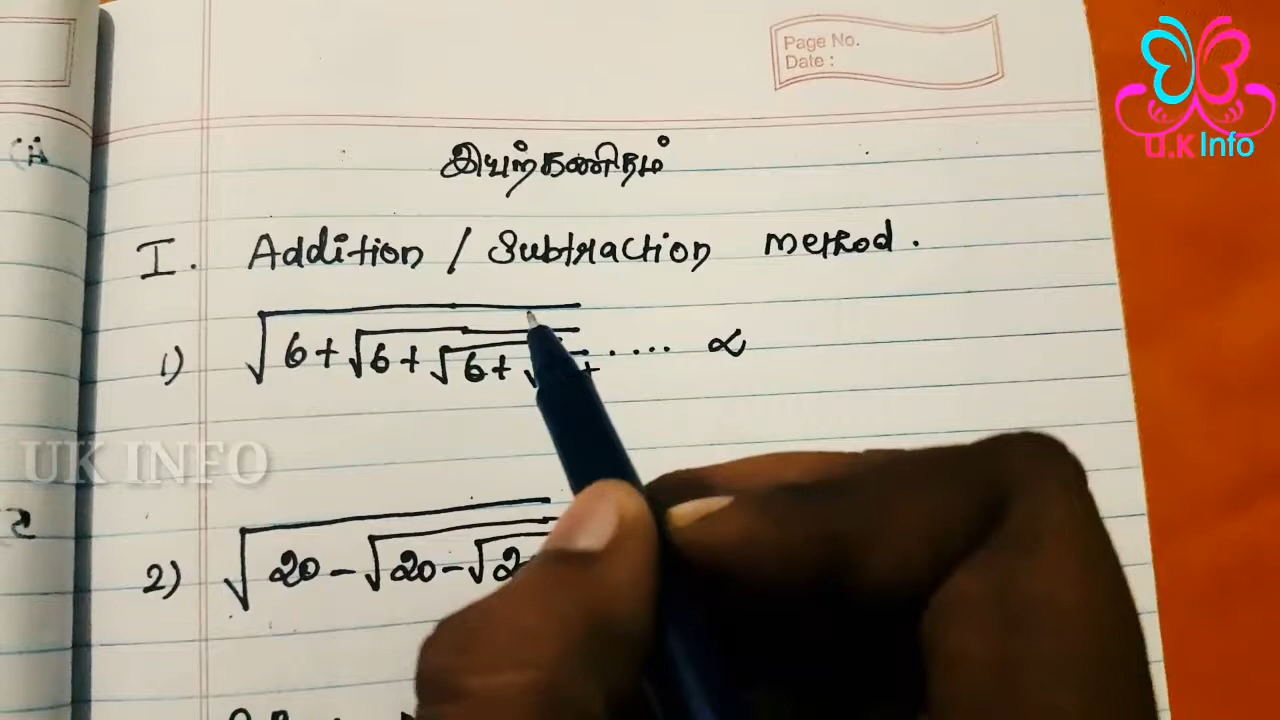 Page No.
Date :
U.K Info
இயற்கணிதம்
I. Addition / Subtraction method.
1) √6+√6+√6+√ + ..... ∝
UK INFO
2) √20-√20-√2